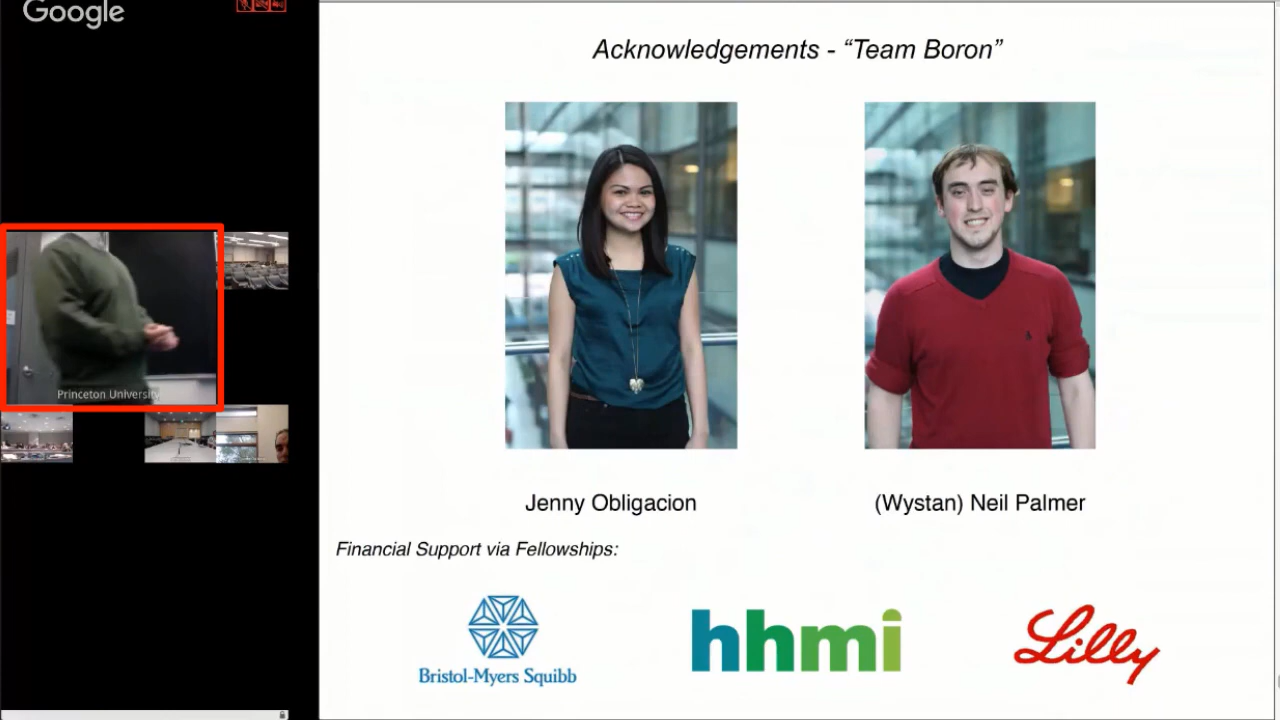 Google
Acknowledgements - “Team Boron”
Princeton University
Jenny Obligacion
(Wystan) Neil Palmer
Financial Support via Fellowships:
Bristol-Myers Squibb
hhmi
Lilly